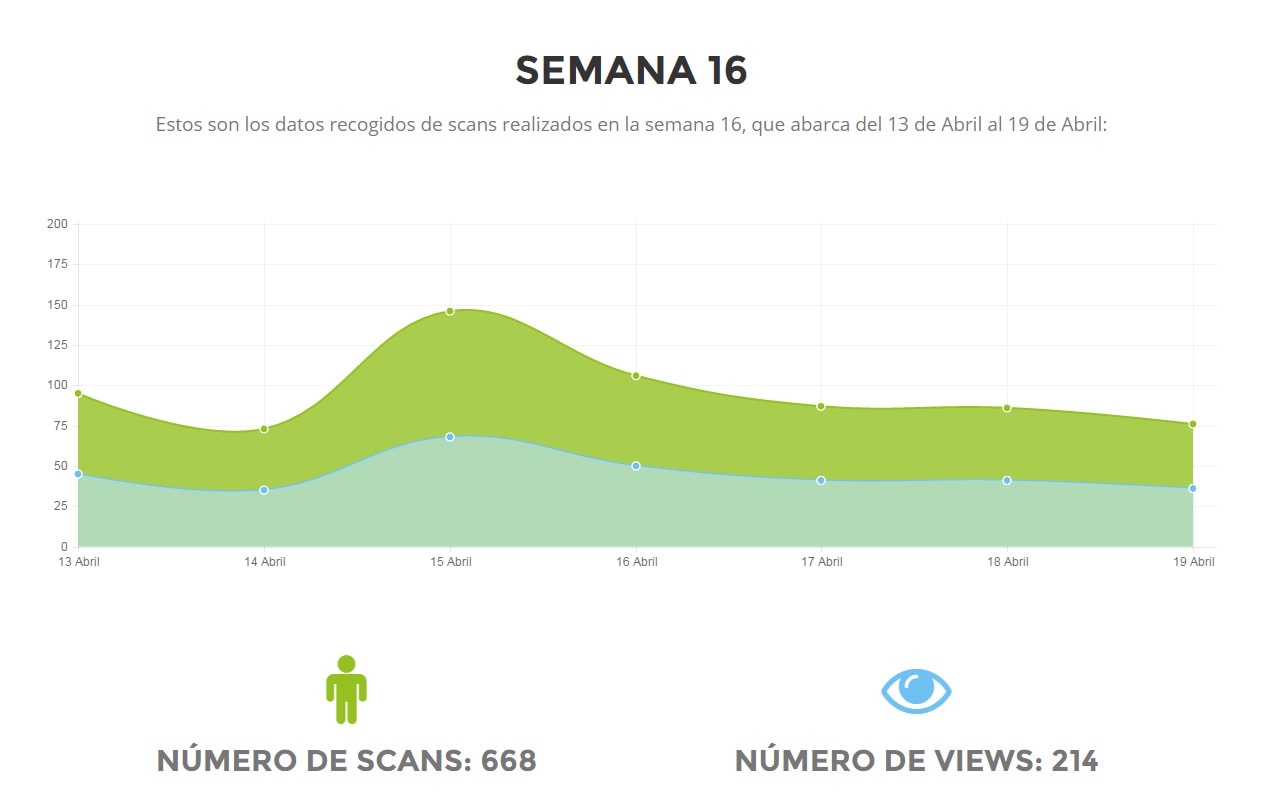 SEMANA 16
Estos son los datos recogidos de scans realizados en la semana 16, que abarca del 13 de Abril al 19 de Abril:
200
175
150
125
100
75
50
25
0
13 Abril 14 Abril 15 Abril 16 Abril 17 Abril 18 Abril 19 Abril
NÚMERO DE SCANS: 668 NÚMERO DE VIEWS: 214